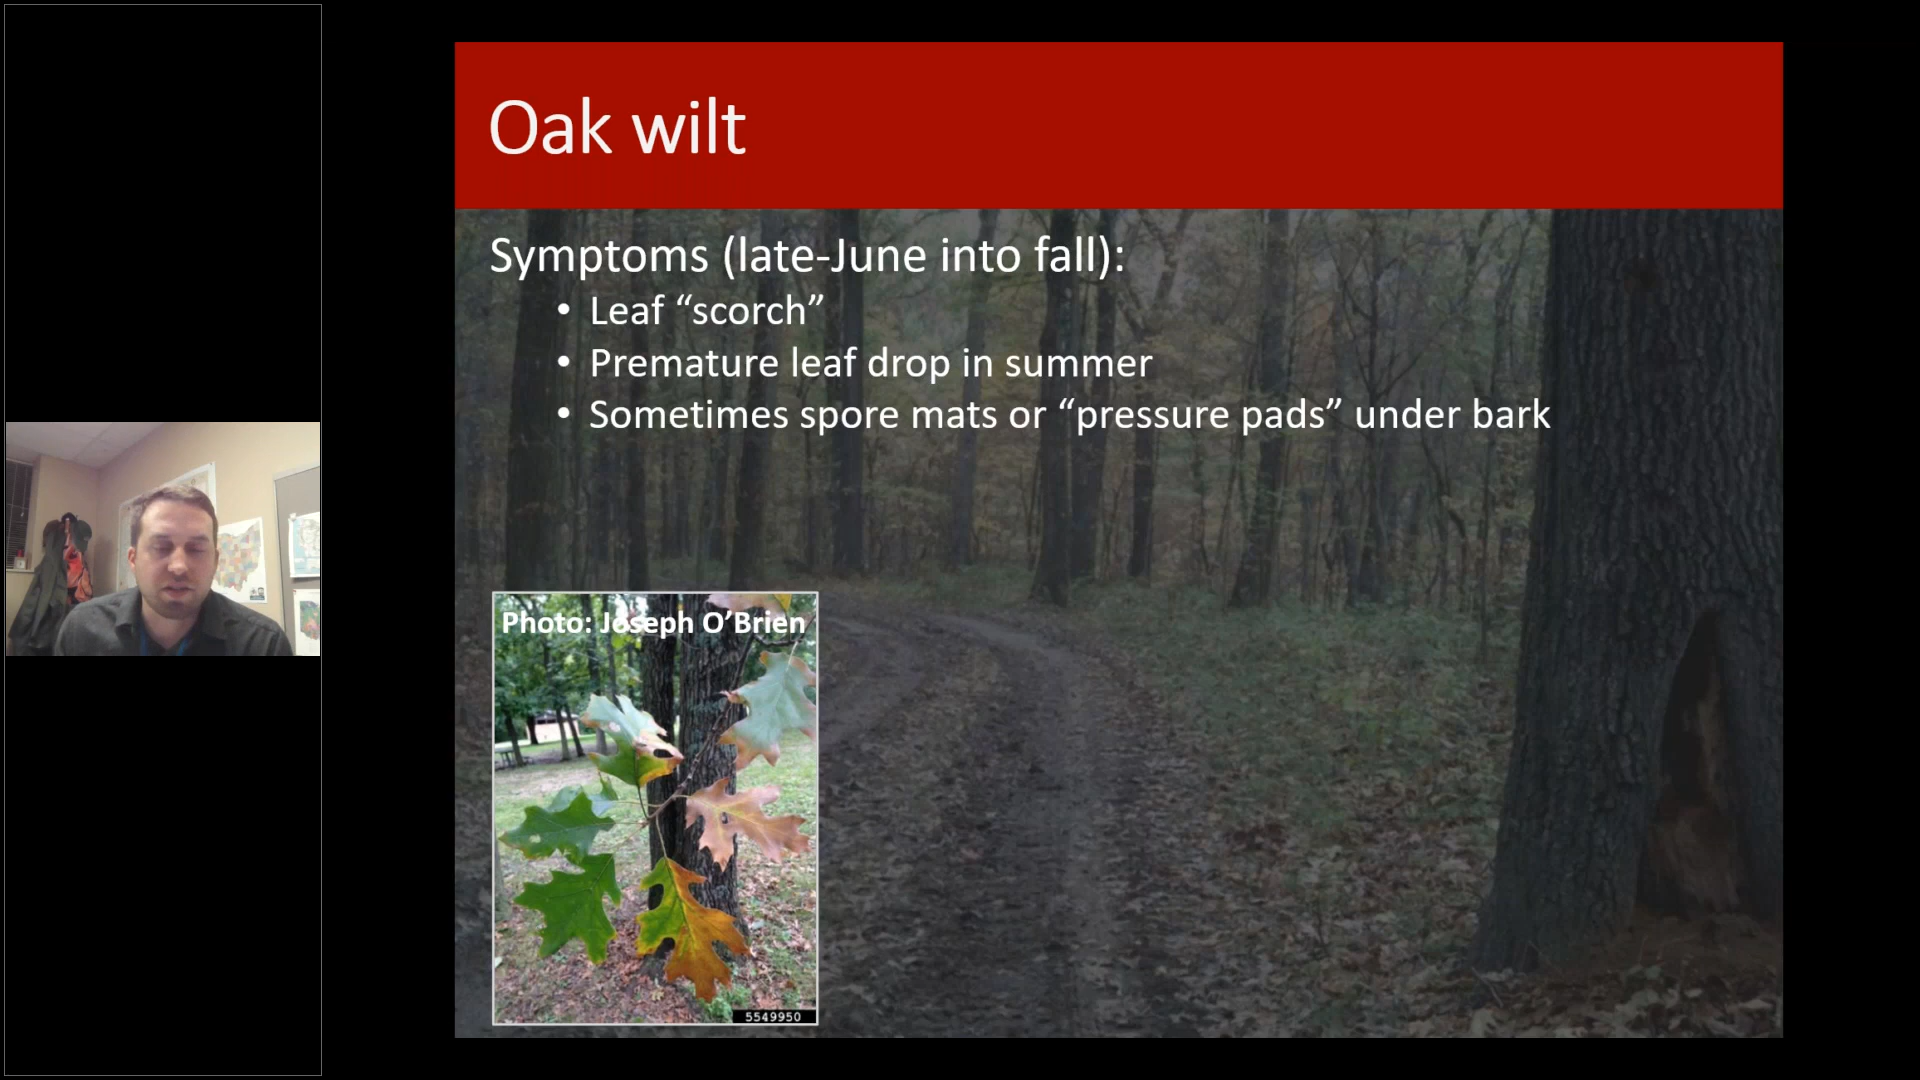 Oak wilt
Symptoms (late-June into fall):
• Leaf “scorch”
• Premature leaf drop in summer
• Sometimes spore mats or “pressure pads” under bark
Photo: Joseph O’Brien
5549950